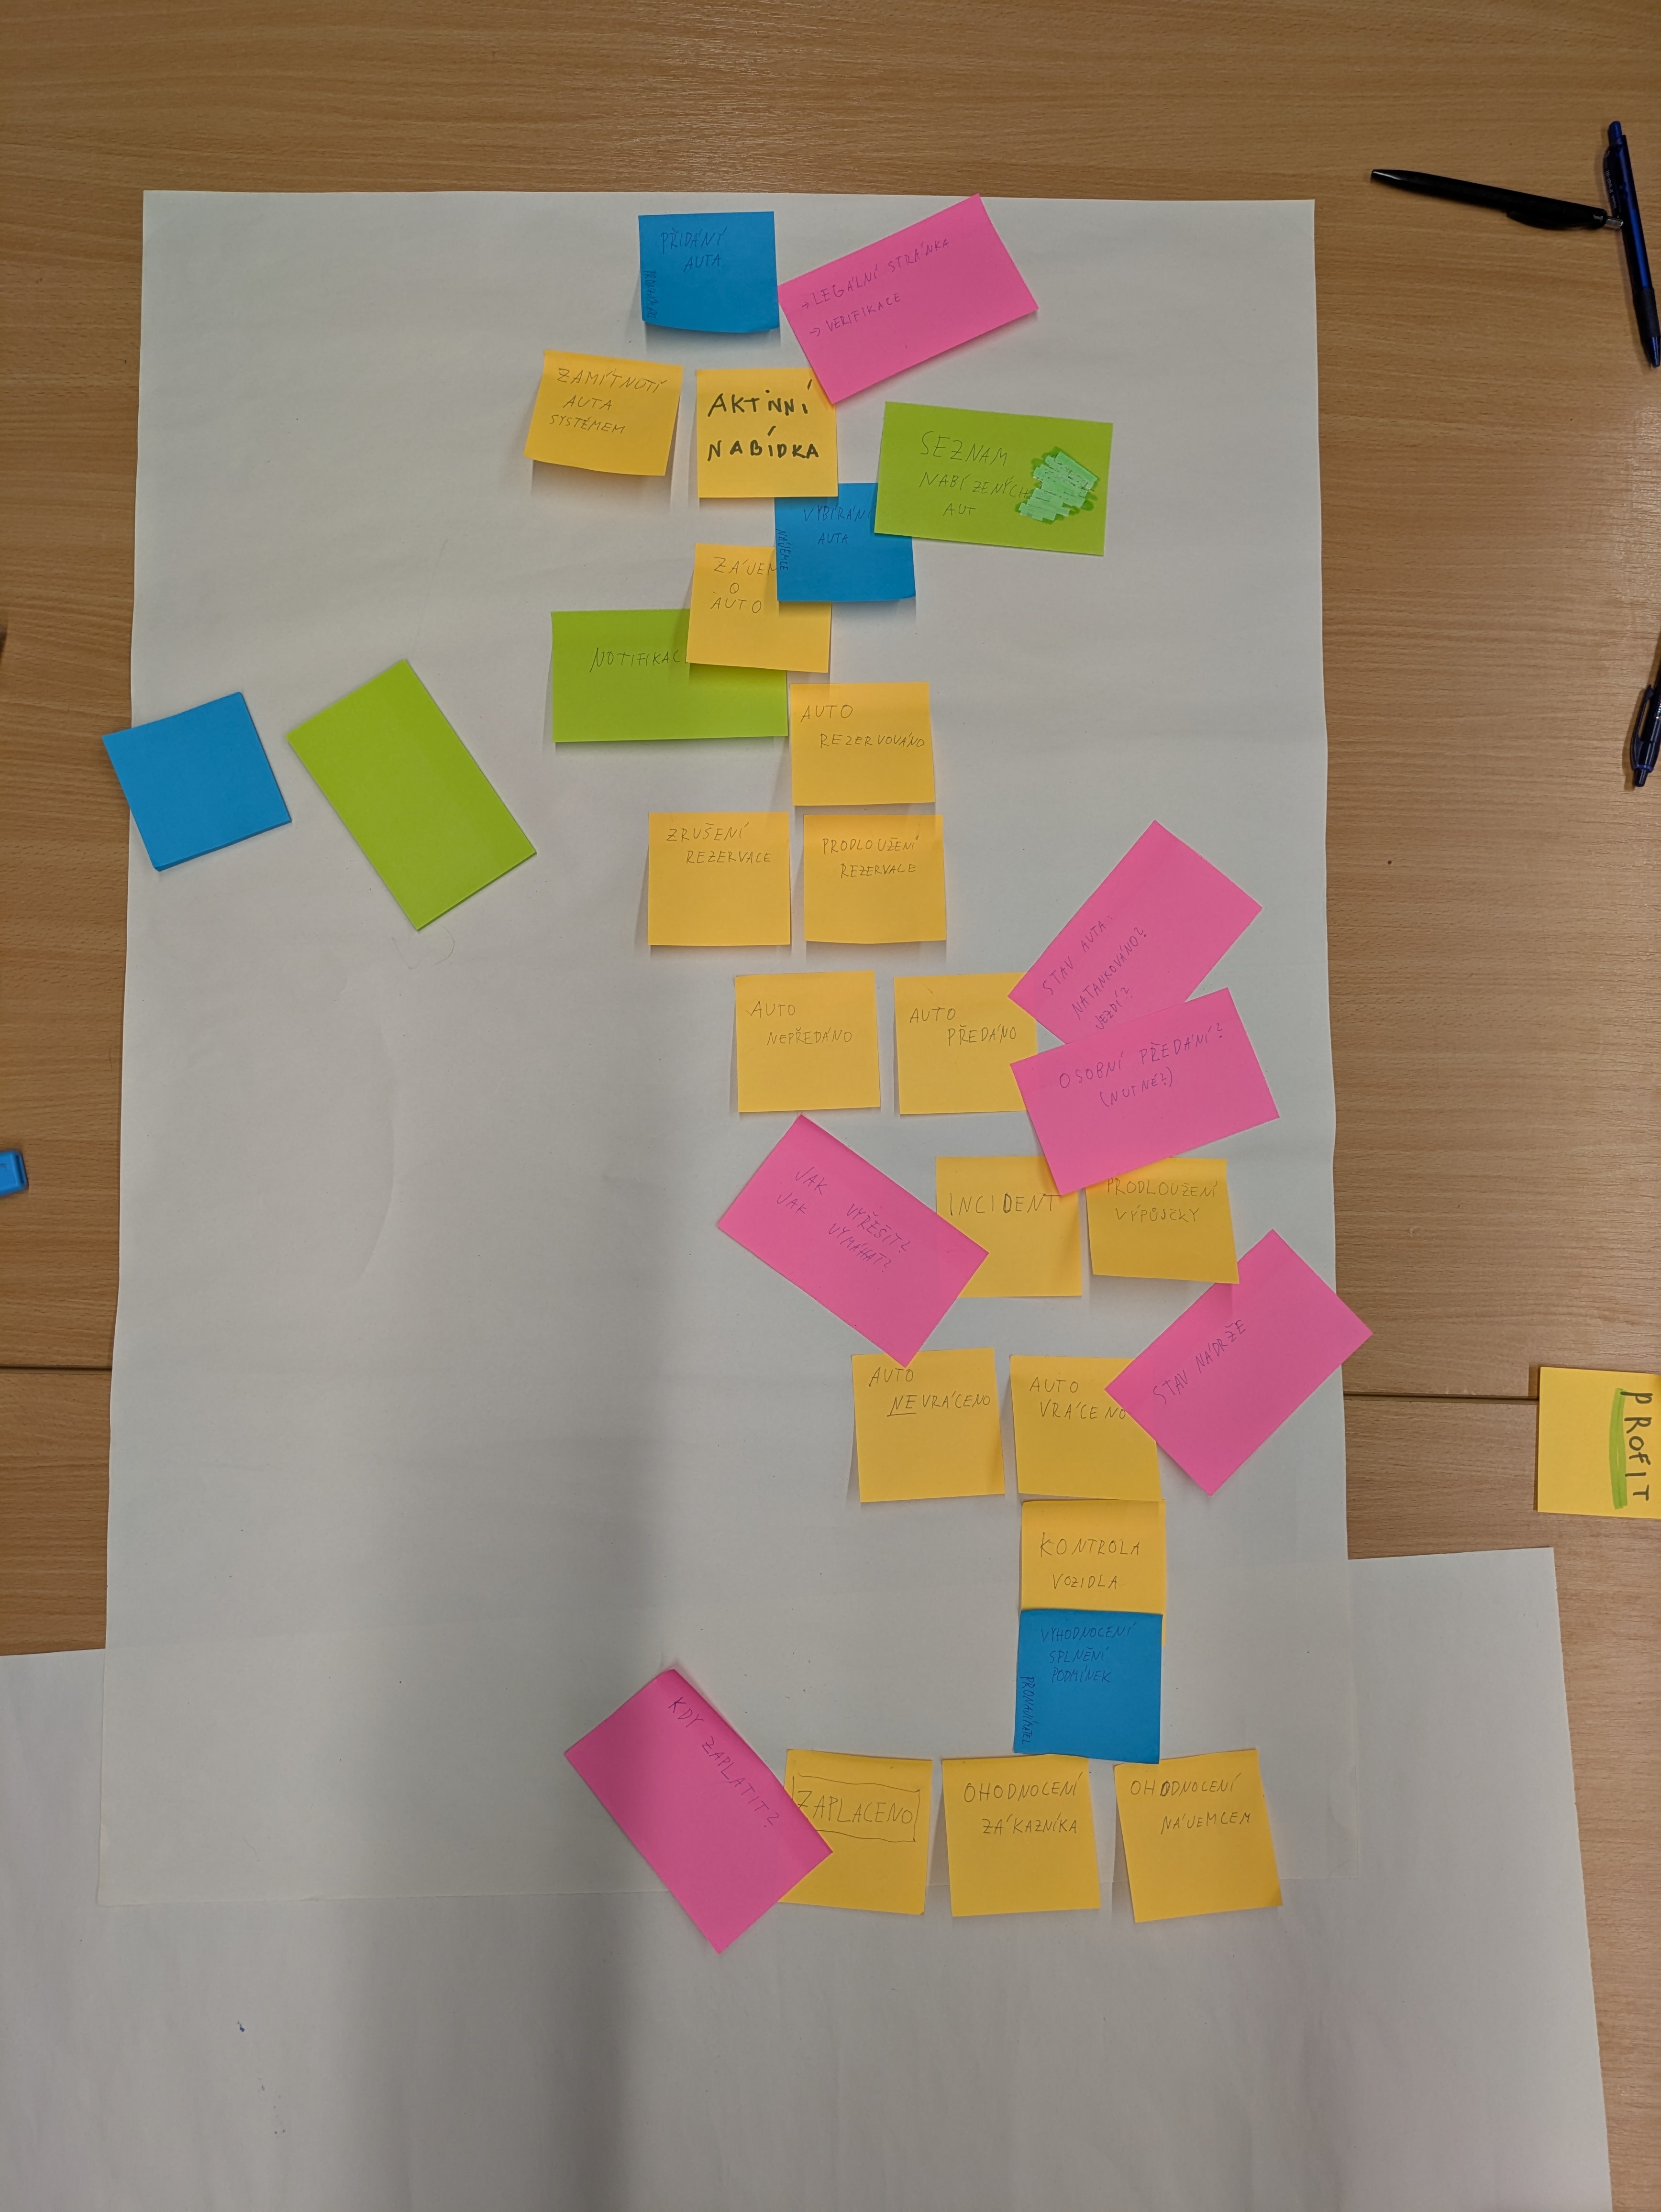 PŘIDÁNÍ
AUTA
→ LEGÁLNÍ STRÁNKA
→ VERIFIKACE
ZAMÍTNUTÍ
AUTA
SYSTÉMEM
AKTIVNÍ
NABÍDKA
SEZNAM
NABÍZENÝCH
AUT
VYBÍRÁNÍ
AUTA
NÁJEMCE
ZÁJEM
O
AUTO
NOTIFIKAC
AUTO
REZERVOVÁNO
ZRUŠENÍ
REZERVACE
PRODLOUŽENÍ
REZERVACE
STAV AUTA:
NATANKOVÁNO?
JEZDÍ?
AUTO
NEPŘEDÁNO
AUTO
PŘEDÁNO
OSOBNÍ PŘEDÁNÍ?
(NUTNÉ?)
JAK VYŘEŠIT?
JAK VYMÁHAT?
INCIDENT
PRODLOUŽENÍ
VÝPŮJČKY
STAV NÁDRŽE
AUTO
NEVRÁCENO
AUTO
VRÁCENO
PROFIT
KONTROLA
VOZIDLA
VYHODNOCENÍ
SPLNĚNÍ
PODMÍNEK
PRONAJÍMATEL
KDY ZAPLATIT?
ZAPLACENO
OHODNOCENÍ
ZÁKAZNÍKA
OHODNOCENÍ
NÁJEMCEM